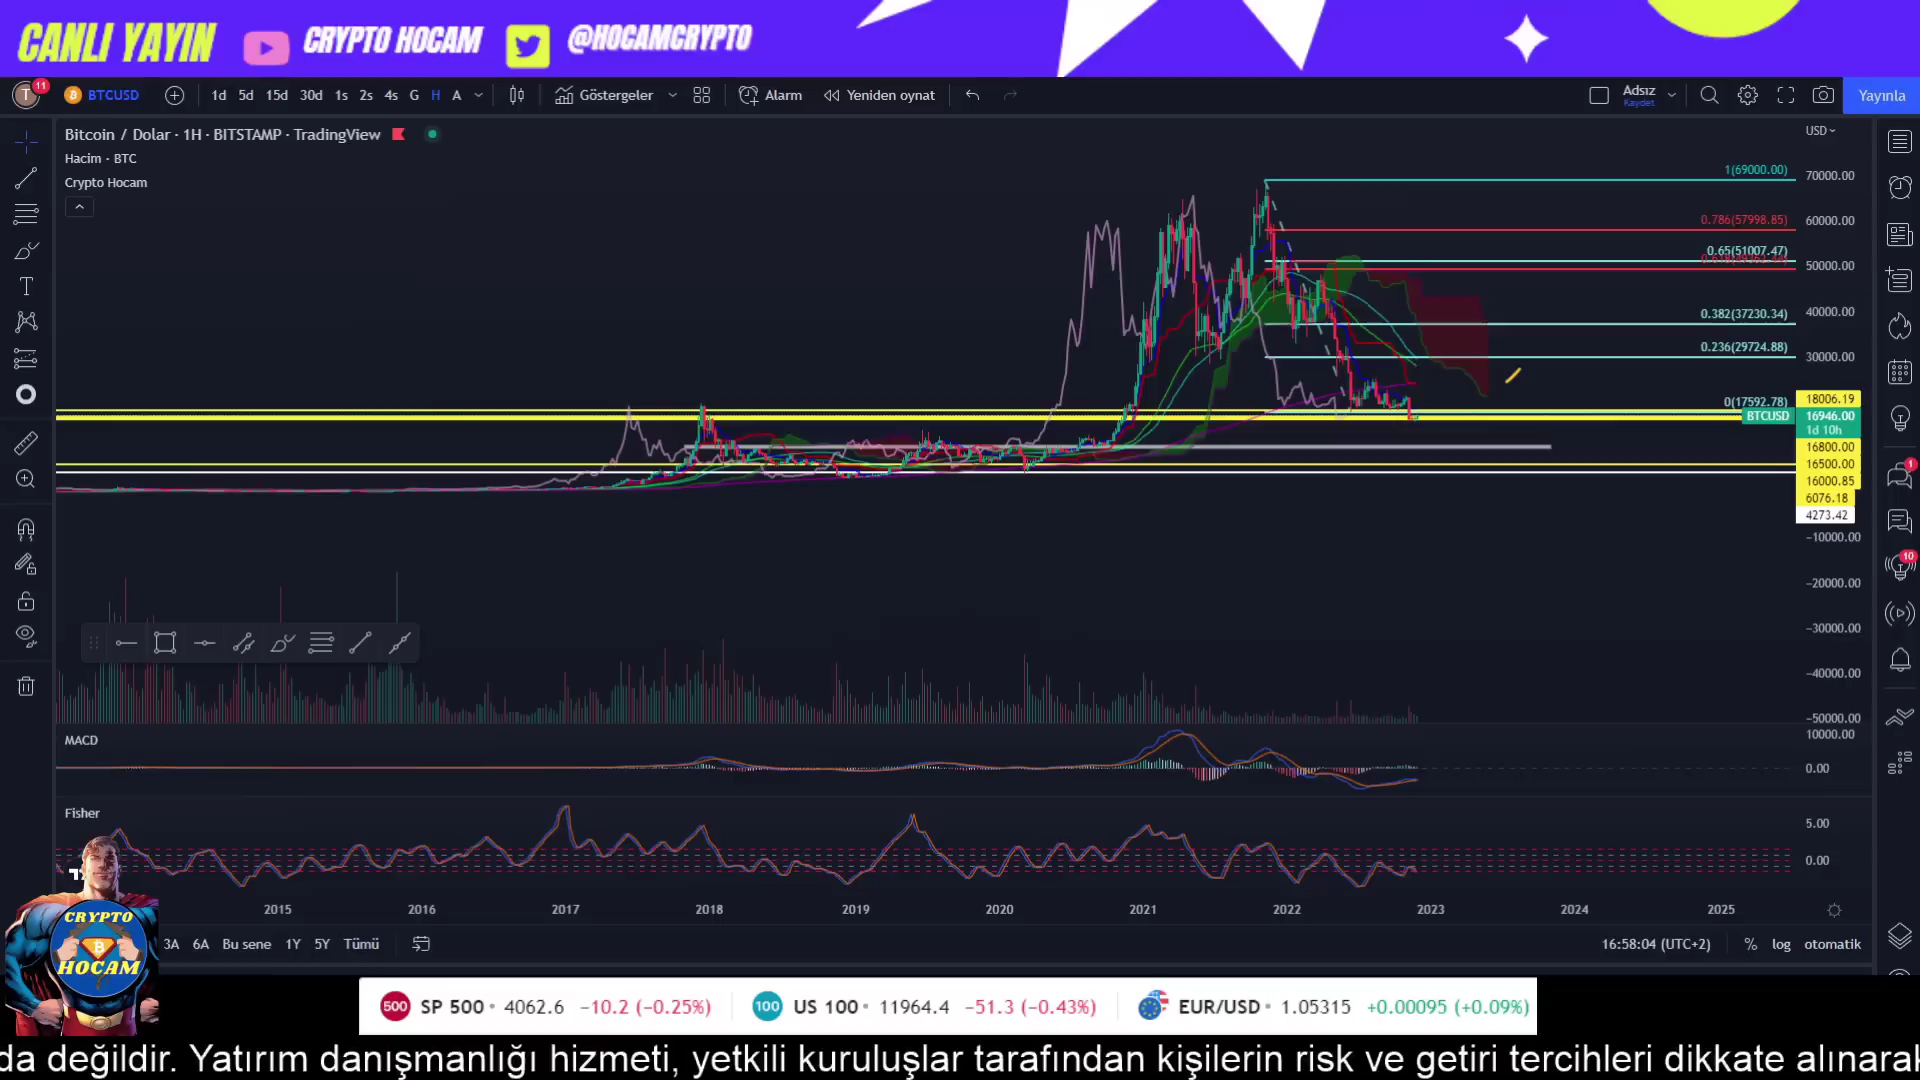 CANLI YAYIN
CRYPTO HOCAM
@HOCAMCRYPTO
T 11 BTCUSD 1d 5d 15d 30d 1s 2s 4s G H A Göstergeler Alarm Yeniden oynat Adsız Kaydet Yayınla
Bitcoin / Dolar · 1H · BITSTAMP · TradingView
Hacim · BTC
Crypto Hocam
USD
1(69000.00)
0.786(57998.85)
0.65(51007.47)
0.382(37230.34)
0.236(29724.88)
0(17592.78)
70000.00
60000.00
50000.00
40000.00
30000.00
18006.19
BTCUSD 16946.00
1d 10h
16800.00
16500.00
16000.85
6076.18
4273.42
−10000.00
−20000.00
−30000.00
−40000.00
−50000.00
1
10
MACD
10000.00
0.00
Fisher
5.00
0.00
2015 2016 2017 2018 2019 2020 2021 2022 2023 2024 2025
3A 6A Bu sene 1Y 5Y Tümü 16:58:04 (UTC+2) % log otomatik
CRYPTO
B
HOCAM
500 SP 500 • 4062.6 −10.2 (−0.25%) 100 US 100 • 11964.4 −51.3 (−0.43%) EUR/USD • 1.05315 +0.00095 (+0.09%)
da değildir. Yatırım danışmanlığı hizmeti, yetkili kuruluşlar tarafından kişilerin risk ve getiri tercihleri dikkate alınarak